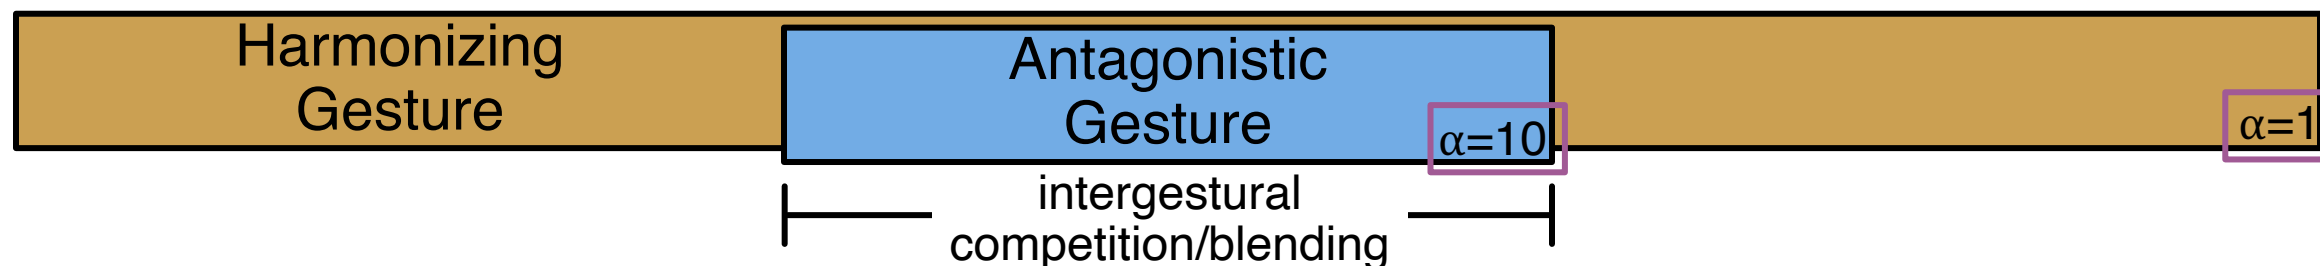 Harmonizing
Gesture
Antagonistic
Gesture
α=10
α=1
intergestural
competition/blending